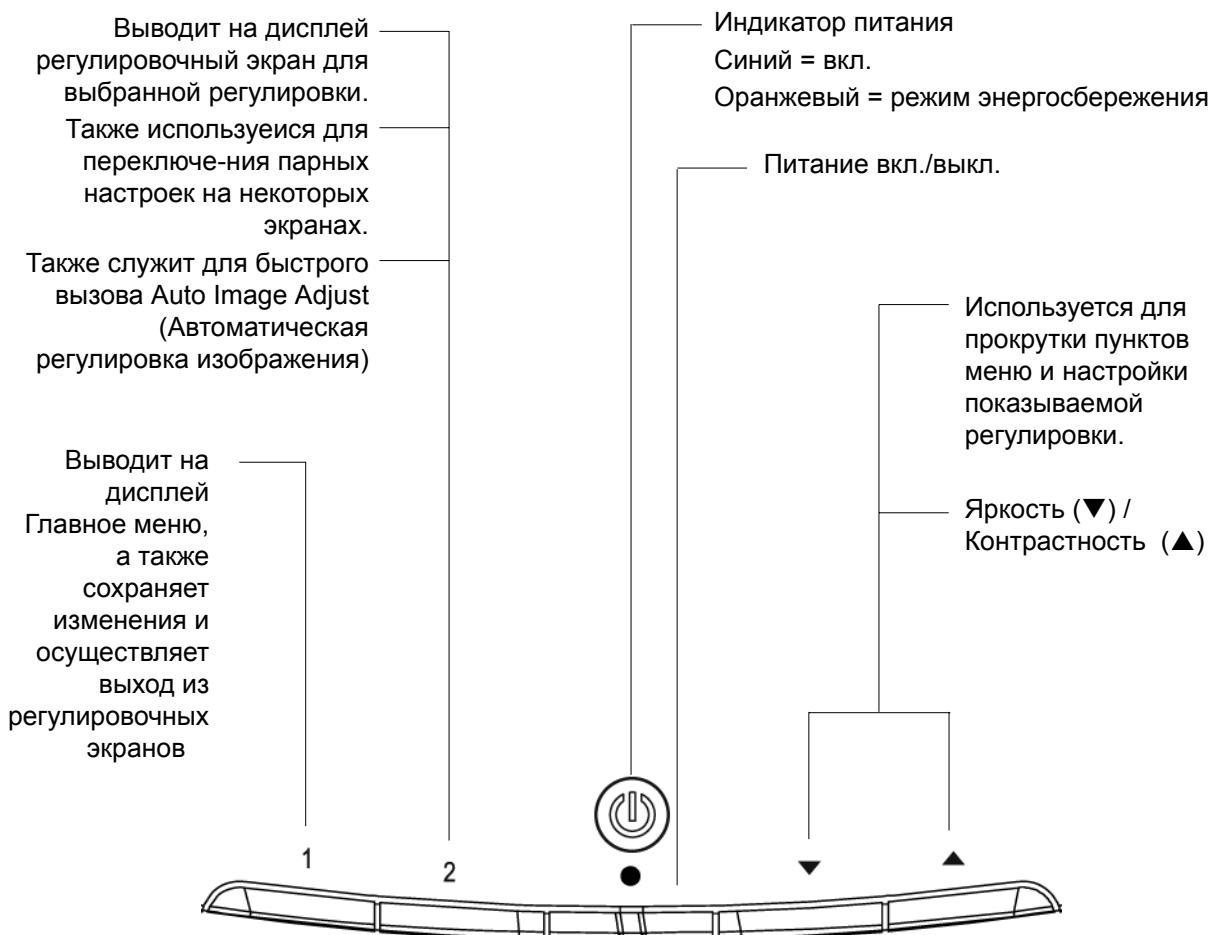 Выводит на дисплей
регулировочный экран для
выбранной регулировки.
Также используеися для
переключе-ния парных
настроек на некоторых
экранах.
Также служит для быстрого
вызова Auto Image Adjust
(Автоматическая
регулировка изображения)
Выводит на
дисплей
Главное меню,
а также
сохраняет
изменения и
осуществляет
выход из
регулировочных
экранов
Индикатор питания
Синий = вкл.
Оранжевый = режим энергосбережения
Питание вкл./выкл.
Используется для
прокрутки пунктов
меню и настройки
показываемой
регулировки.
Яркость (▼) /
Контрастность (▲)
1
2
▼
▲